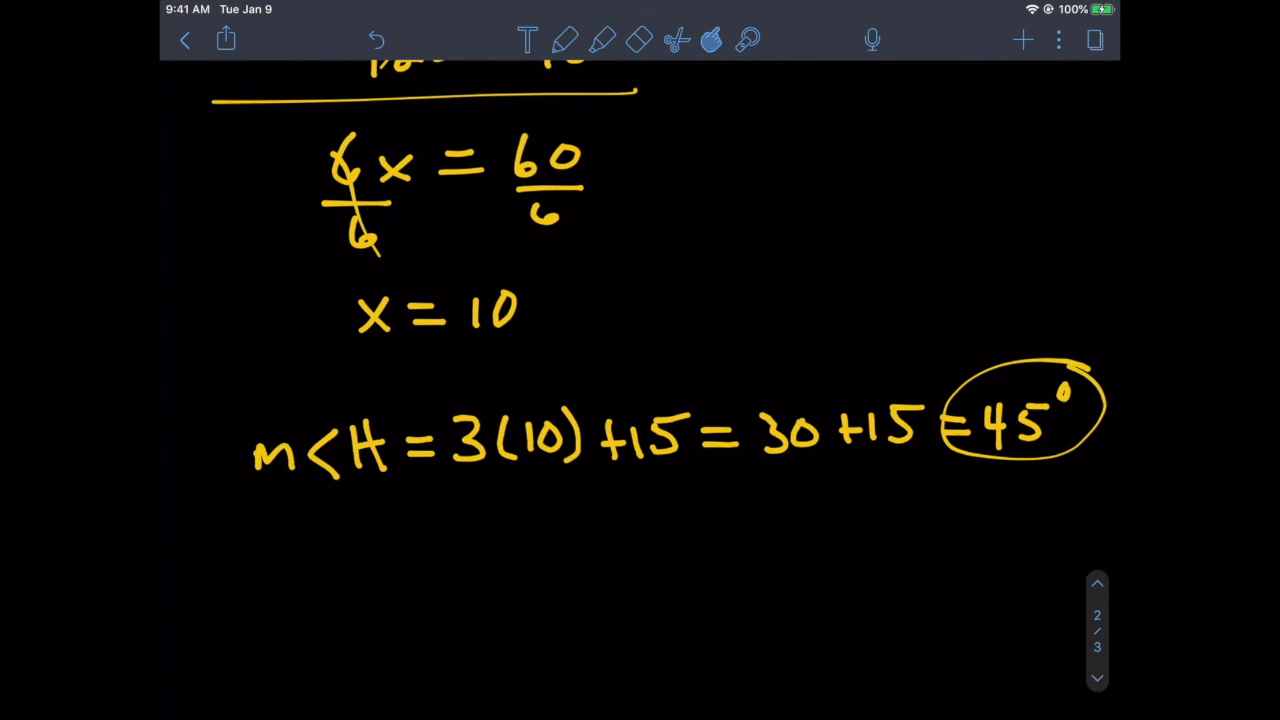 9:41 AM Tue Jan 9
100%
T
6x = 60
6 6
x = 10
m<H = 3(10) +15 = 30 +15 = 45°
2
/
3